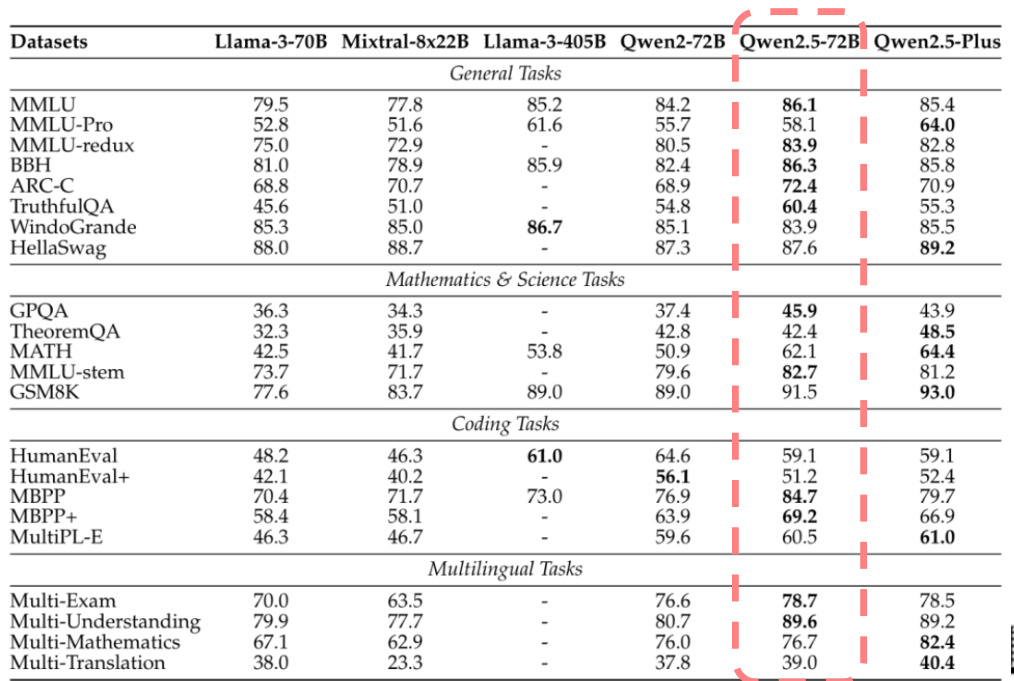 Datasets Llama-3-70B Mixtral-8x22B Llama-3-405B Qwen2-72B Qwen2.5-72B Qwen2.5-Plus
General Tasks
MMLU 79.5 77.8 85.2 84.2 86.1 85.4
MMLU-Pro 52.8 51.6 61.6 55.7 58.1 64.0
MMLU-redux 75.0 72.9 - 80.5 83.9 82.8
BBH 81.0 78.9 85.9 82.4 86.3 85.8
ARC-C 68.8 70.7 - 68.9 72.4 70.9
TruthfulQA 45.6 51.0 - 54.8 60.4 55.3
WindoGrande 85.3 85.0 86.7 85.1 83.9 85.5
HellaSwag 88.0 88.7 - 87.3 87.6 89.2
Mathematics & Science Tasks
GPQA 36.3 34.3 - 37.4 45.9 43.9
TheoremQA 32.3 35.9 - 42.8 42.4 48.5
MATH 42.5 41.7 53.8 50.9 62.1 64.4
MMLU-stem 73.7 71.7 - 79.6 82.7 81.2
GSM8K 77.6 83.7 89.0 89.0 91.5 93.0
Coding Tasks
HumanEval 48.2 46.3 61.0 64.6 59.1 59.1
HumanEval+ 42.1 40.2 - 56.1 51.2 52.4
MBPP 70.4 71.7 73.0 76.9 84.7 79.7
MBPP+ 58.4 58.1 - 63.9 69.2 66.9
MultiPL-E 46.3 46.7 - 59.6 60.5 61.0
Multilingual Tasks
Multi-Exam 70.0 63.5 - 76.6 78.7 78.5
Multi-Understanding 79.9 77.7 - 80.7 89.6 89.2
Multi-Mathematics 67.1 62.9 - 76.0 76.7 82.4
Multi-Translation 38.0 23.3 - 37.8 39.0 40.4